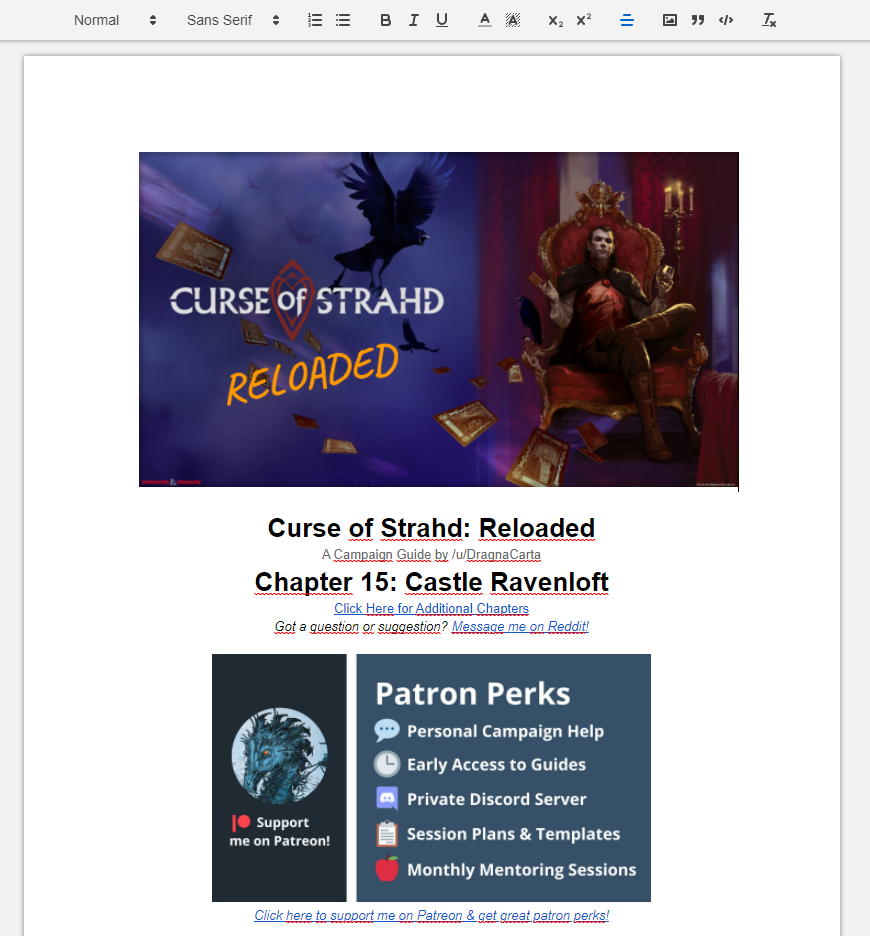 Normal Sans Serif
CURSE of STRAHD
RELOADED
DUNGEONS & DRAGONS
Curse of Strahd: Reloaded
A Campaign Guide by /u/DragnaCarta
Chapter 15: Castle Ravenloft
Click Here for Additional Chapters
Got a question or suggestion? Message me on Reddit!
Support
me on Patreon!
Patron Perks
Personal Campaign Help
Early Access to Guides
Private Discord Server
Session Plans & Templates
Monthly Mentoring Sessions
Click here to support me on Patreon & get great patron perks!